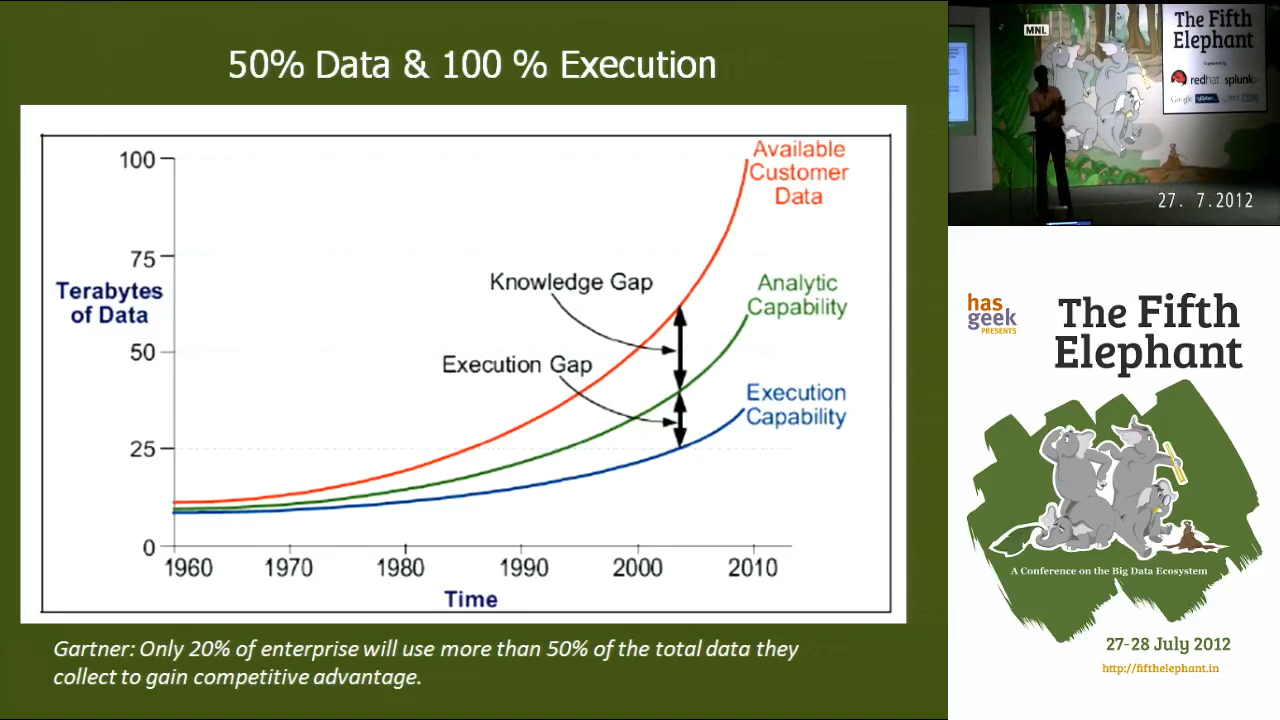 50% Data & 100 % Execution
100
75
50
25
0
Terabytes
of Data
Available
Customer
Data
Knowledge Gap
Analytic
Capability
Execution Gap
Execution
Capability
1960 1970 1980 1990 2000 2010
Time
Gartner: Only 20% of enterprise will use more than 50% of the total data they
collect to gain competitive advantage.
MNL
The Fifth
Elephant
Supported by
redhat splunk>
Google
27. 7.2012
has
geek
PRESENTS
The Fifth
Elephant
A Conference on the Big Data Ecosystem
27-28 July 2012
http://fifthelephant.in